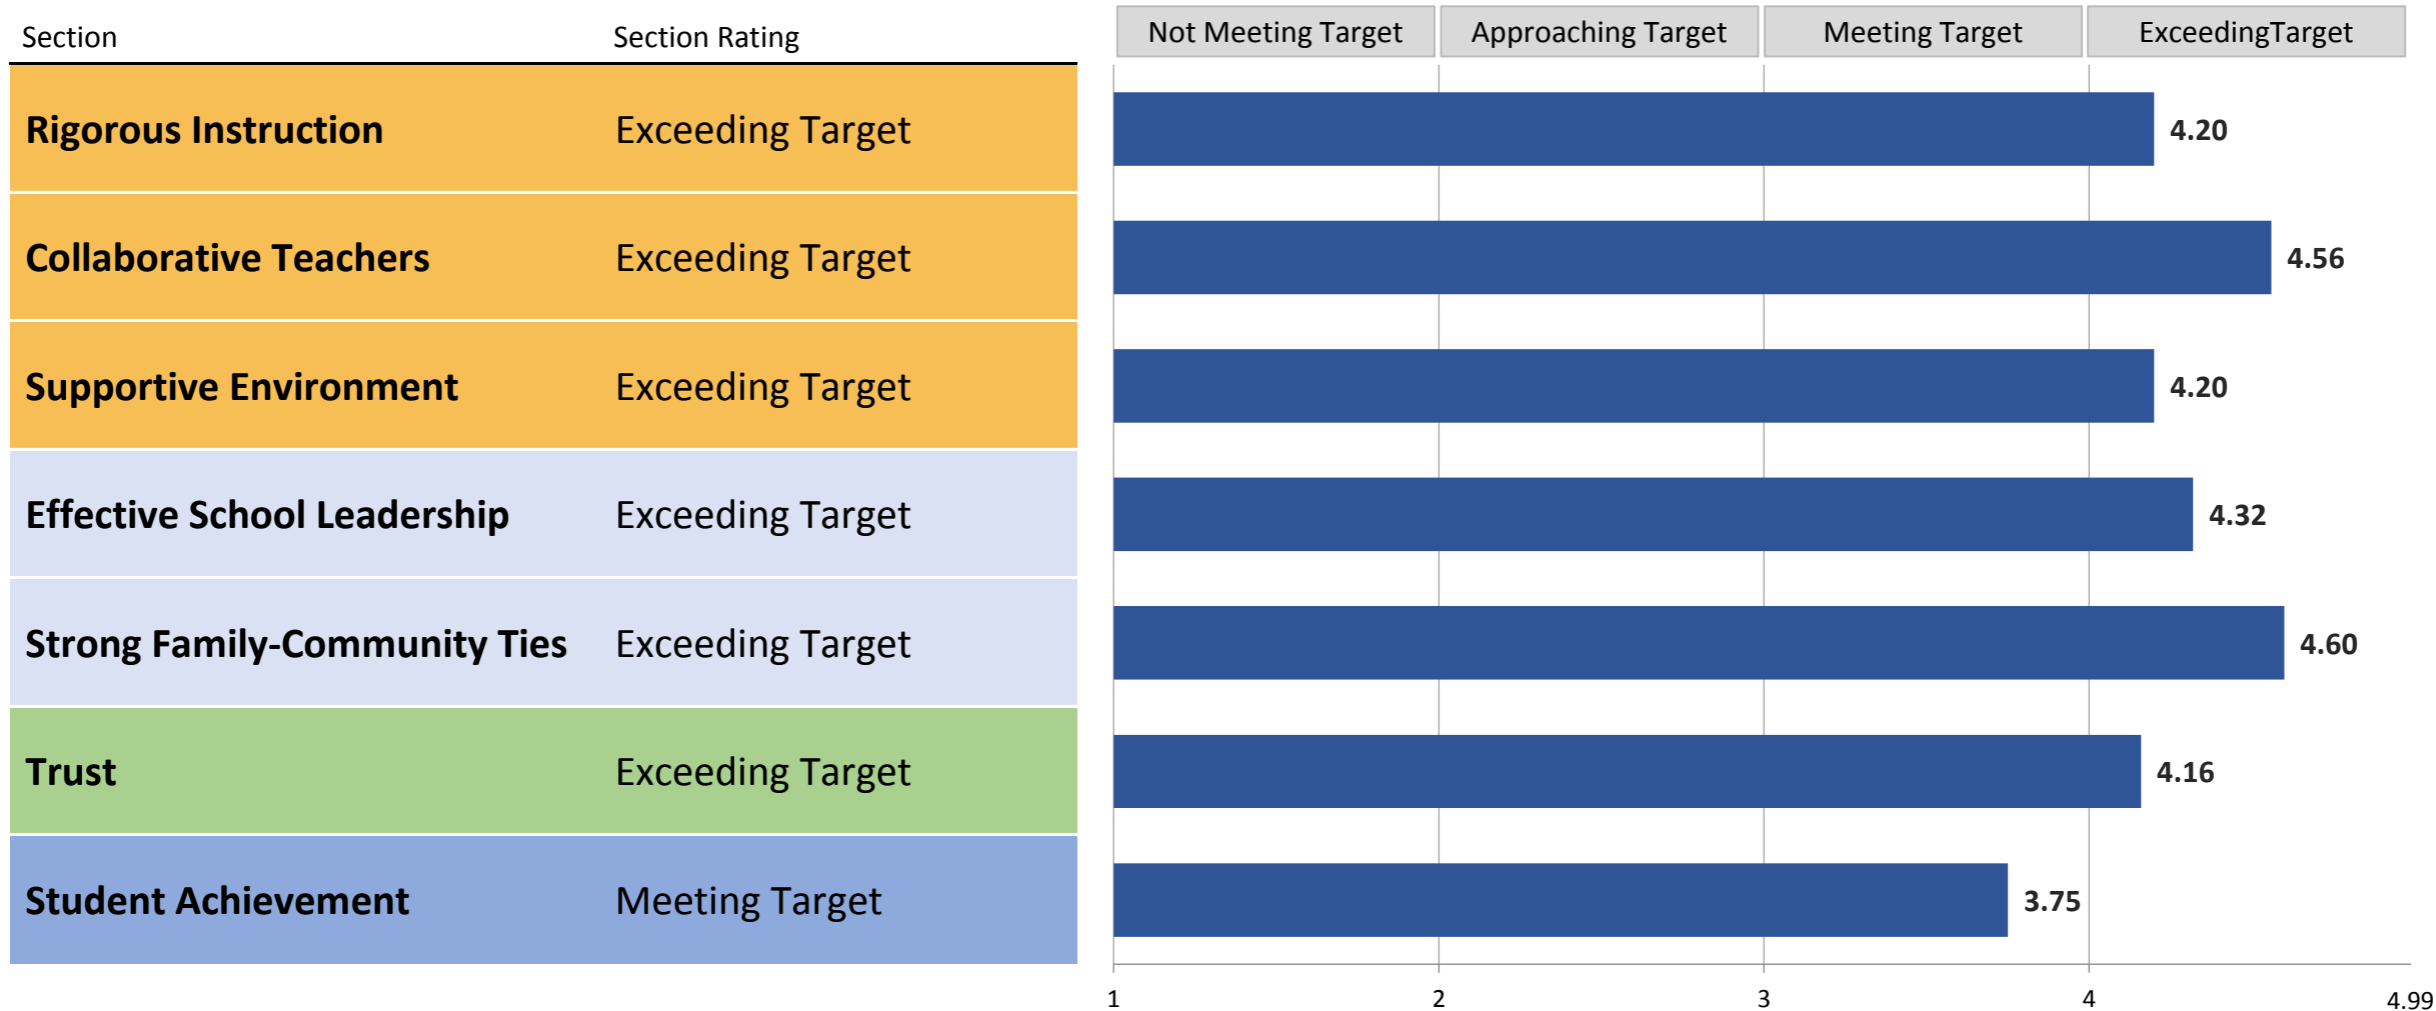 Section Section Rating Not Meeting Target Approaching Target Meeting Target ExceedingTarget
Rigorous Instruction Exceeding Target 4.20
Collaborative Teachers Exceeding Target 4.56
Supportive Environment Exceeding Target 4.20
Effective School Leadership Exceeding Target 4.32
Strong Family-Community Ties Exceeding Target 4.60
Trust Exceeding Target 4.16
Student Achievement Meeting Target 3.75
1 2 3 4 4.99